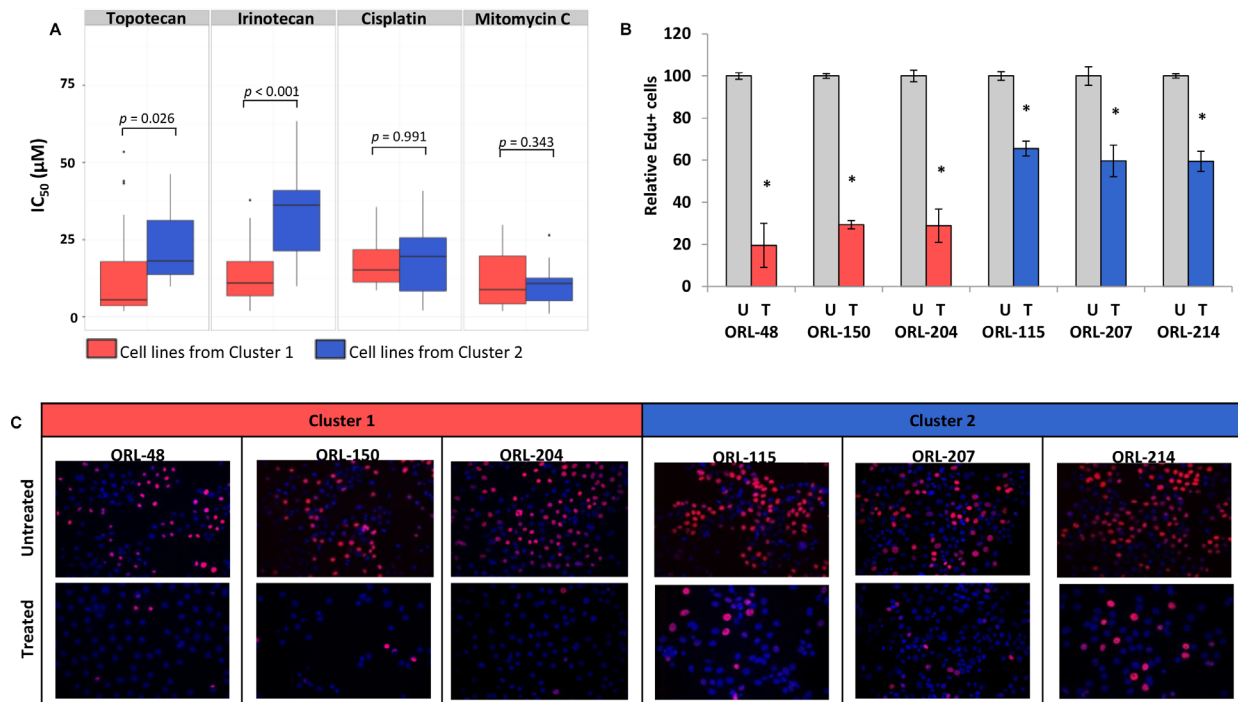 A
Topotecan Irinotecan Cisplatin Mitomycin C
IC50 (µM)
75
50
25
0
p = 0.026
p < 0.001
p = 0.991
p = 0.343
Cell lines from Cluster 1 Cell lines from Cluster 2
B
Relative Edu+ cells
120
100
80
60
40
20
0
* * * * * *
U T U T U T U T U T U T
ORL-48 ORL-150 ORL-204 ORL-115 ORL-207 ORL-214
C
Cluster 1 Cluster 2
ORL-48 ORL-150 ORL-204 ORL-115 ORL-207 ORL-214
Untreated
Treated